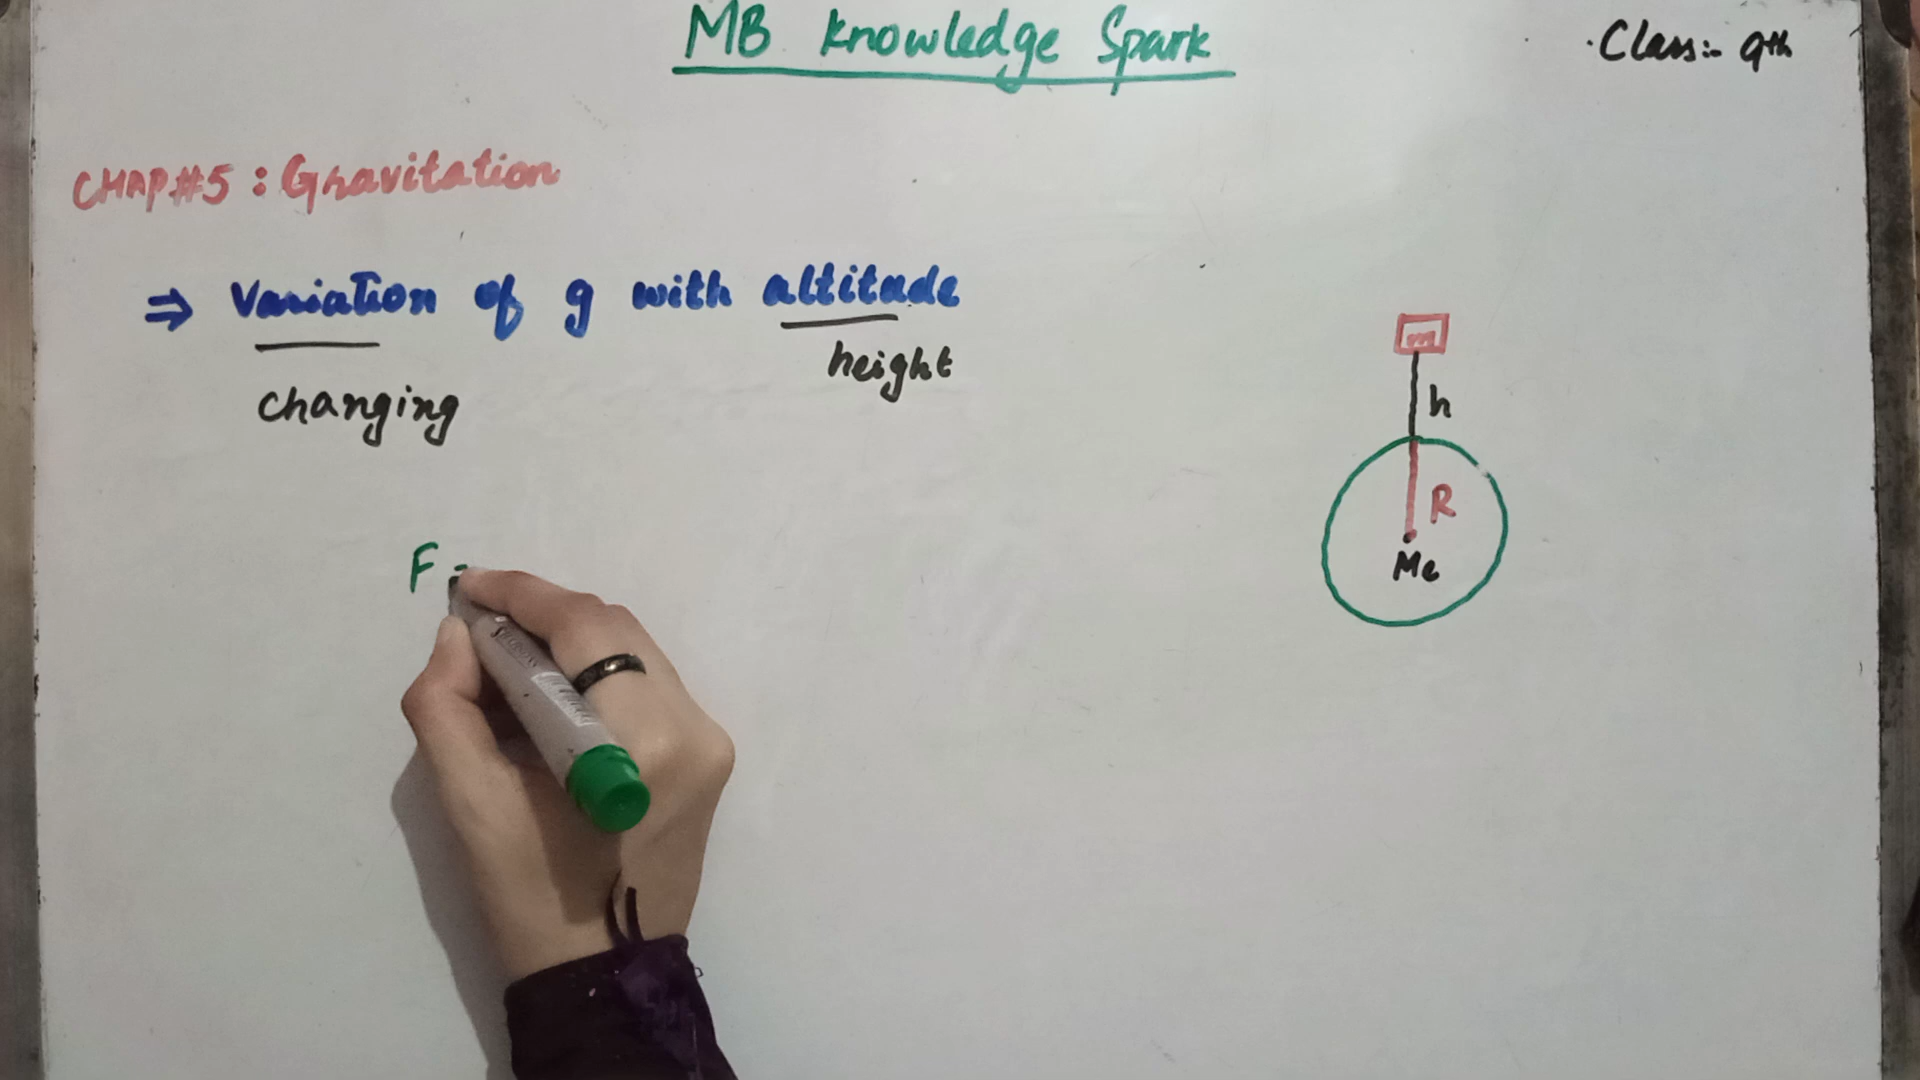 MB Knowledge Spark
Class:- 9th
CHAP#5 : Gravitation
⇒ Variation of g with altitude
height
changing
h
R
Me
F =